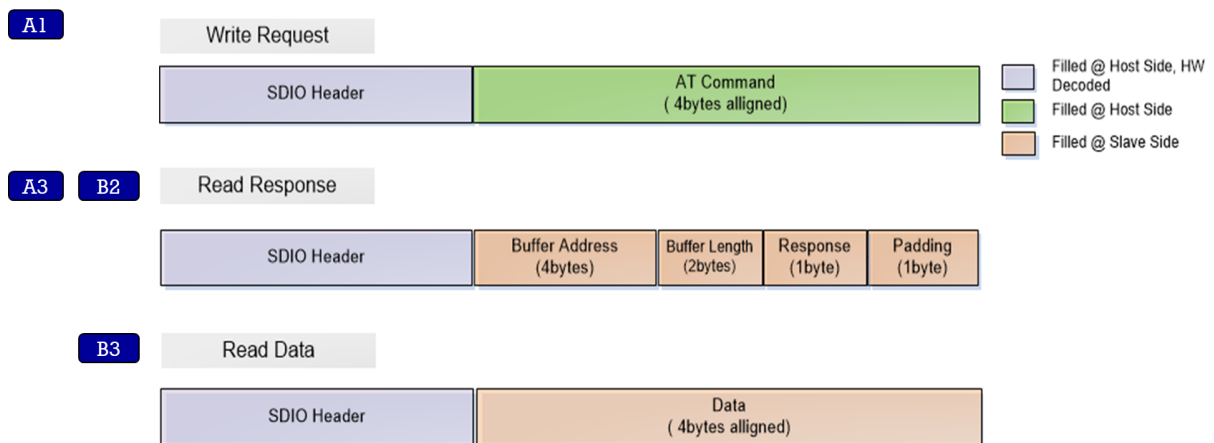 A1
Write Request
SDIO Header
AT Command
( 4bytes alligned)
Filled @ Host Side, HW
Decoded
Filled @ Host Side
Filled @ Slave Side
A3 B2
Read Response
SDIO Header
Buffer Address
(4bytes)
Buffer Length
(2bytes)
Response
(1byte)
Padding
(1byte)
B3
Read Data
SDIO Header
Data
( 4bytes alligned)